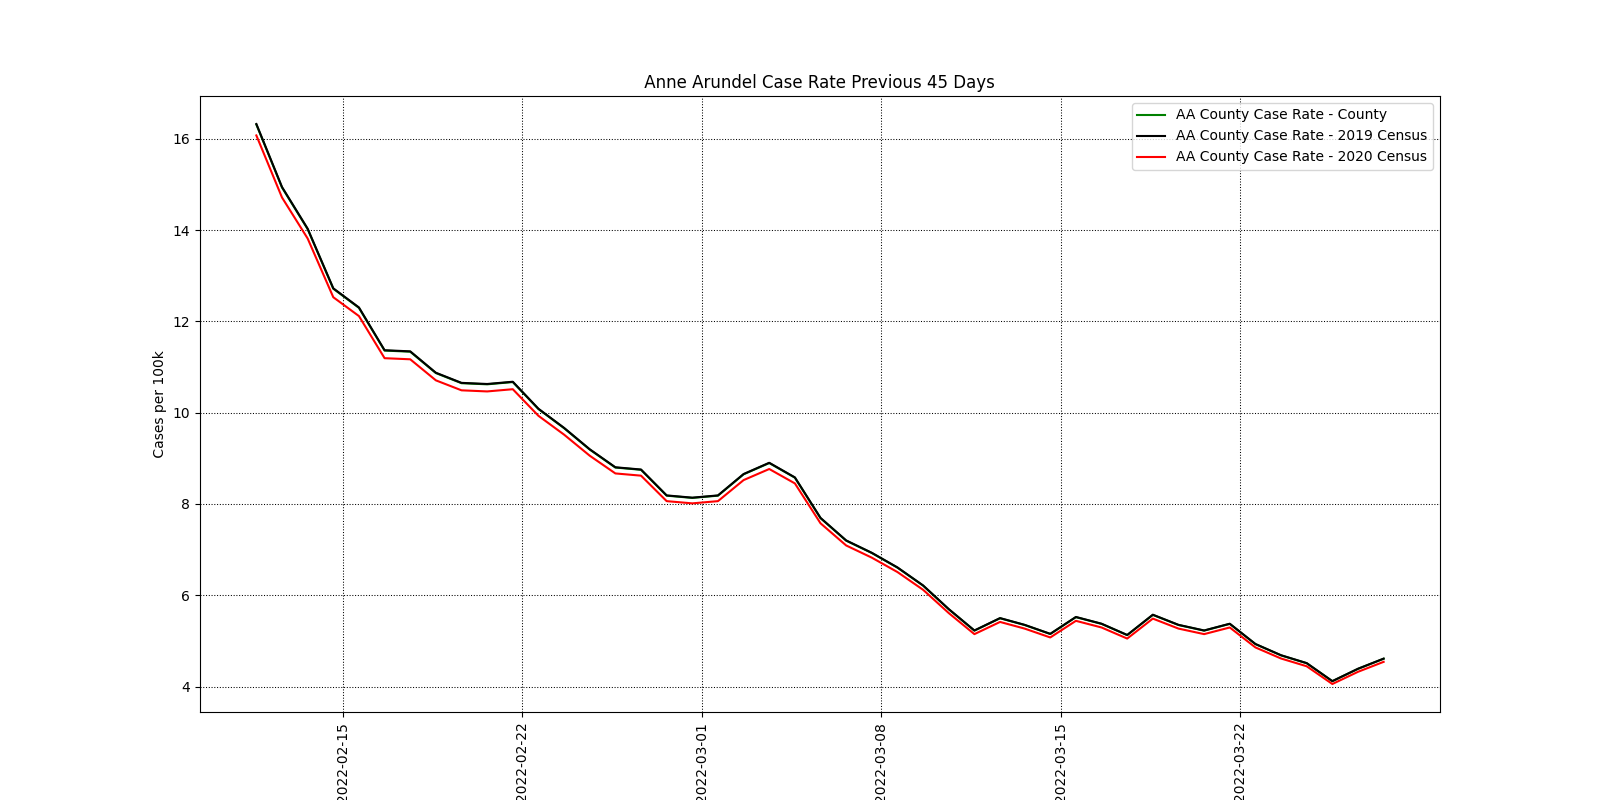 Anne Arundel Case Rate Previous 45 Days
AA County Case Rate - County
AA County Case Rate - 2019 Census
AA County Case Rate - 2020 Census
Cases per 100k
16
14
12
10
8
6
4
2022-02-15
2022-02-22
2022-03-01
2022-03-08
2022-03-15
2022-03-22